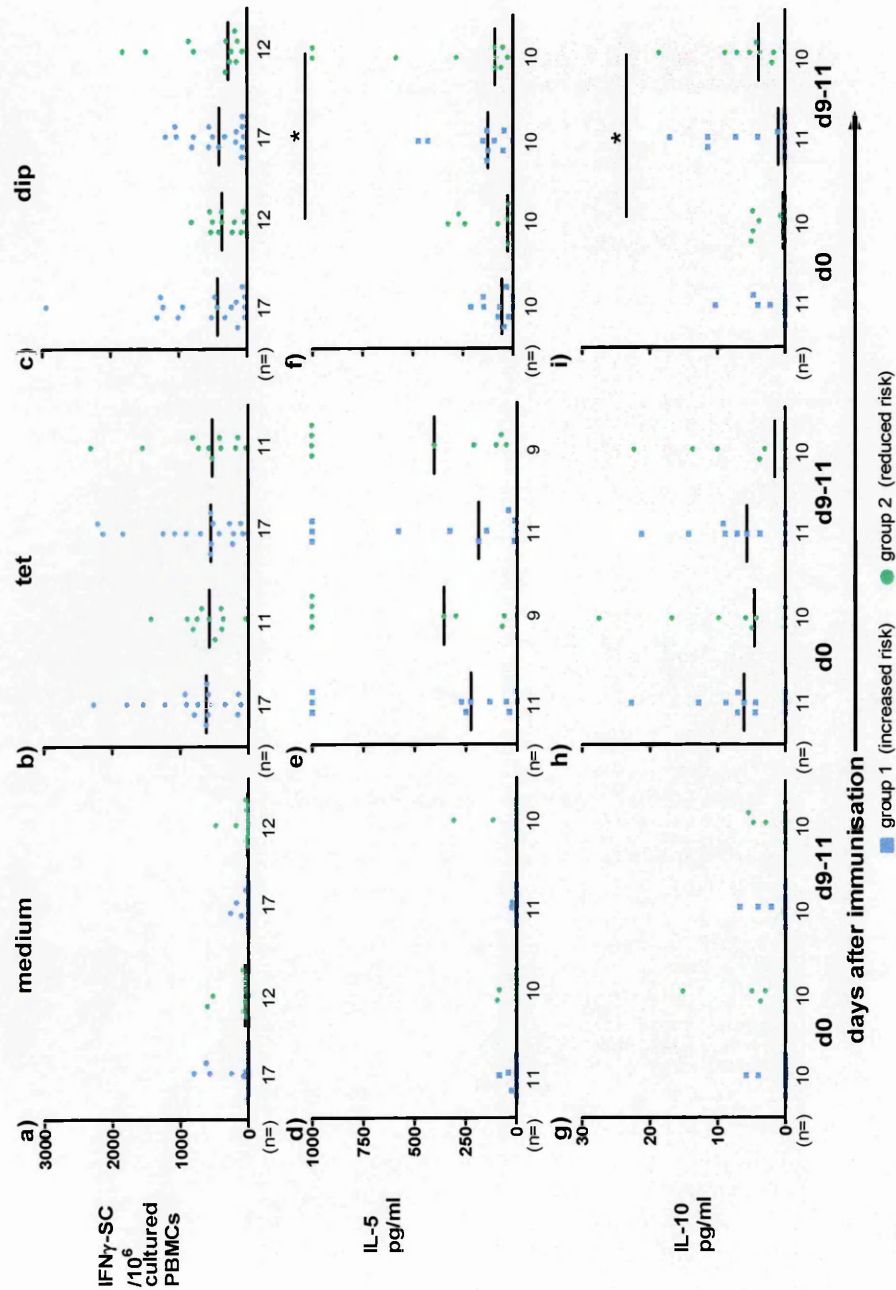 medium
tet
dip
a)
b)
c)
IFNγ-SC
/10⁶
cultured
PBMCs
3000
2000
1000
0
(n=) 17 12 17 12
(n=) 17 11 17 11
(n=) 17 12 17 12
d)
e)
f)
*
IL-5
pg/ml
1000
750
500
250
0
(n=) 11 10 11 10
(n=) 11 9 11 9
(n=) 10 10 10 10
g)
h)
i)
*
IL-10
pg/ml
30
20
10
0
(n=) 10 10 10 10
(n=) 11 10 11 10
(n=) 11 10 11 10
d0 d9-11
d0 d9-11
d0 d9-11
days after immunisation
group 1 (increased risk) group 2 (reduced risk)